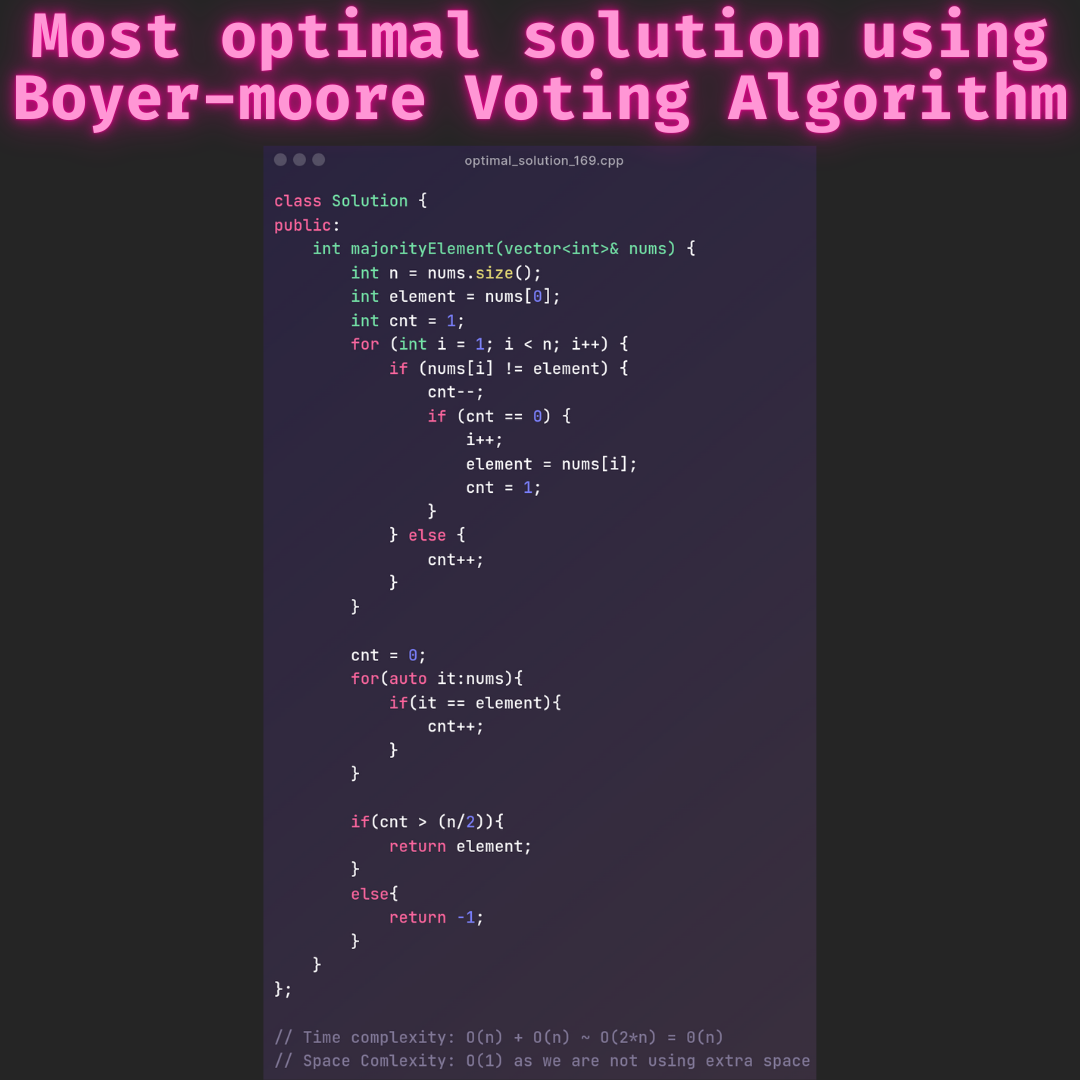 Most optimal solution using
Boyer-moore Voting Algorithm
optimal_solution_169.cpp
class Solution {
public:
    int majorityElement(vector<int>& nums) {
        int n = nums.size();
        int element = nums[0];
        int cnt = 1;
        for (int i = 1; i < n; i++) {
            if (nums[i] != element) {
                cnt--;
                if (cnt == 0) {
                    i++;
                    element = nums[i];
                    cnt = 1;
                }
            } else {
                cnt++;
            }
        }

        cnt = 0;
        for(auto it:nums){
            if(it == element){
                cnt++;
            }
        }

        if(cnt > (n/2)){
            return element;
        }
        else{
            return -1;
        }
    }
};

// Time complexity: O(n) + O(n) ~ O(2*n) = θ(n)
// Space Comlexity: O(1) as we are not using extra space